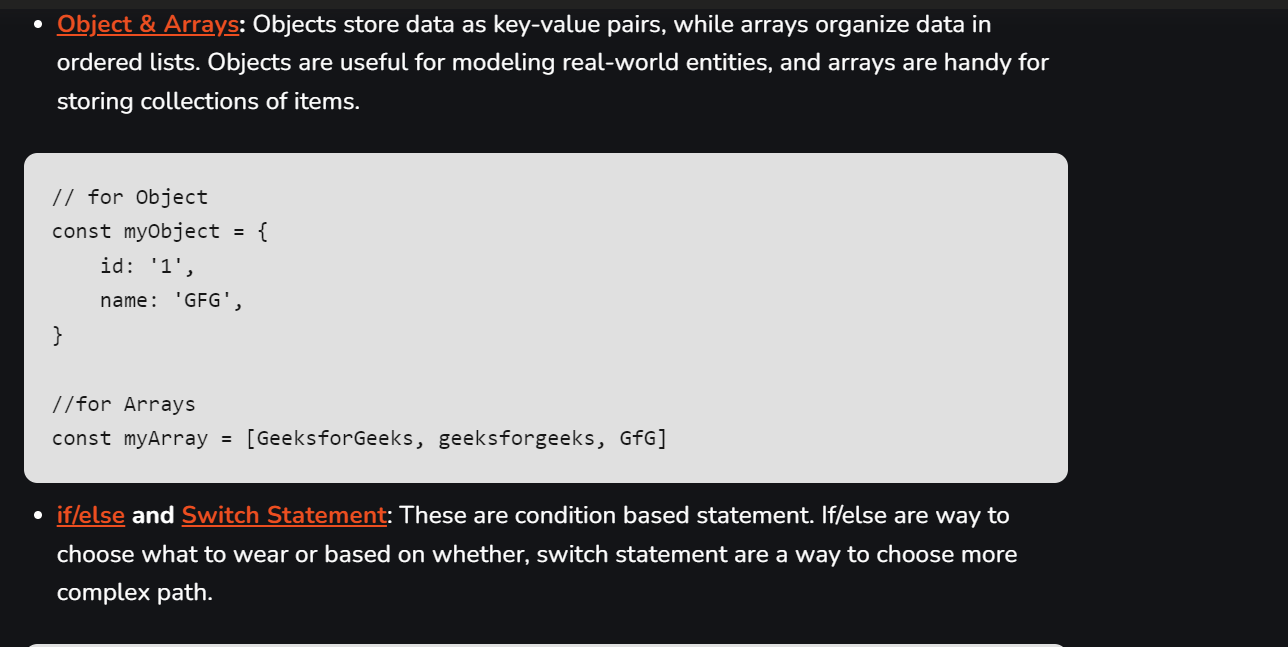 • Object & Arrays: Objects store data as key-value pairs, while arrays organize data in
ordered lists. Objects are useful for modeling real-world entities, and arrays are handy for
storing collections of items.
// for Object
const myObject = {
    id: '1',
    name: 'GFG',
}
//for Arrays
const myArray = [GeeksforGeeks, geeksforgeeks, GfG]
• if/else and Switch Statement: These are condition based statement. If/else are way to
choose what to wear or based on whether, switch statement are a way to choose more
complex path.